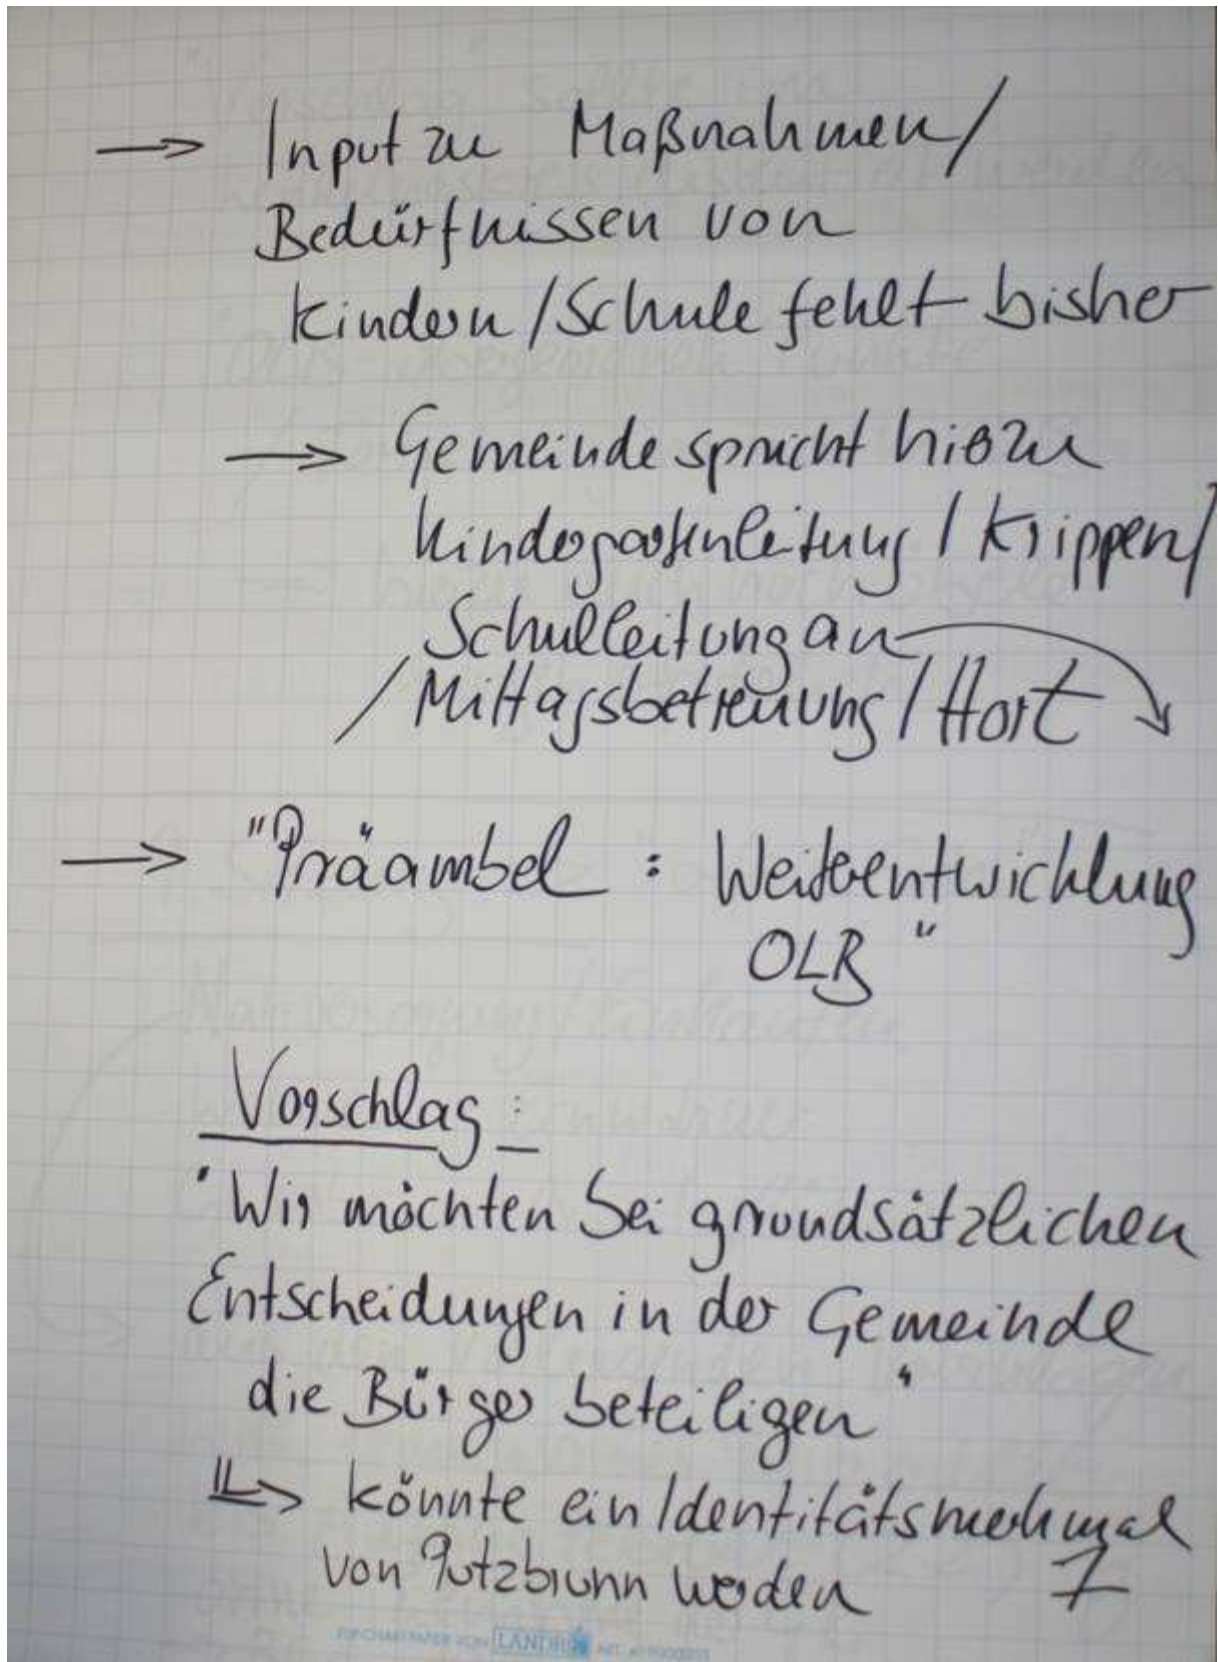 → Input zu Maßnahmen/
Bedürfnissen von
Kindern/Schule fehlt bisher
→ Gemeinde spricht hierzu
Kindergartenleitung / Krippen/
Schulleitung an
/ Mittagsbetreuung / Hort
→ "Präambel : Weiterentwicklung
OLB"
Vorschlag :
"Wir möchten bei grundsätzlichen
Entscheidungen in der Gemeinde
die Bürger beteiligen"
⇒ könnte ein Identitätsmerkmal
von Putzbrunn werden 7
LANDRÉ